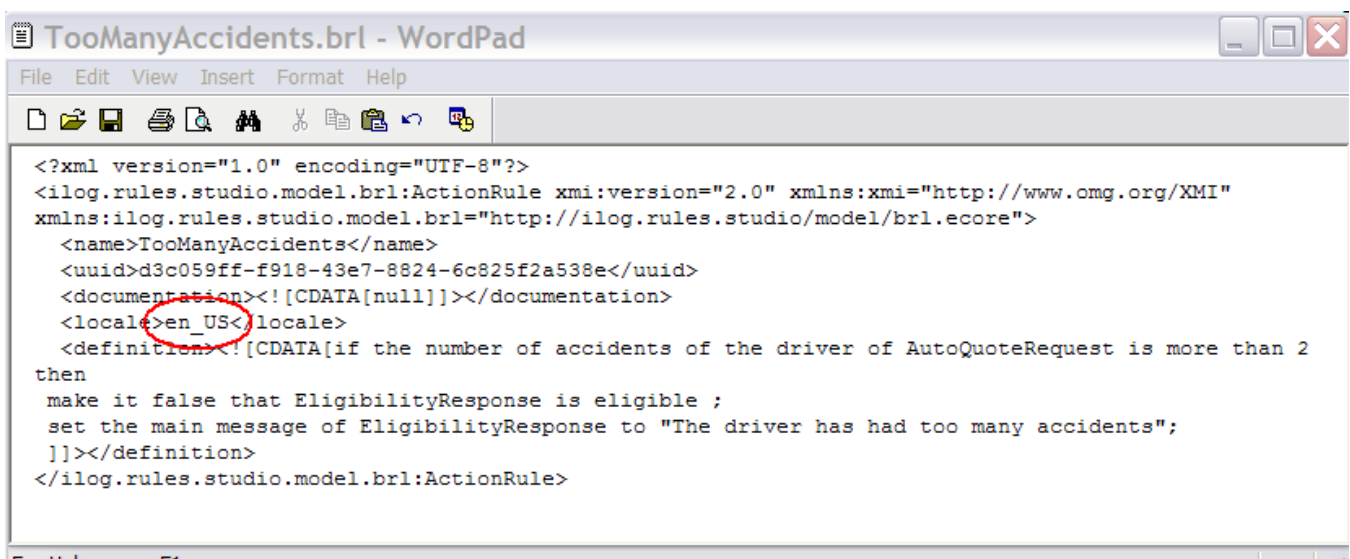 TooManyAccidents.brl - WordPad
File Edit View Insert Format Help
<?xml version="1.0" encoding="UTF-8"?>
<ilog.rules.studio.model.brl:ActionRule xmi:version="2.0" xmlns:xmi="http://www.omg.org/XMI"
xmlns:ilog.rules.studio.model.brl="http://ilog.rules.studio/model/brl.ecore">
  <name>TooManyAccidents</name>
  <uuid>d3c059ff-f918-43e7-8824-6c825f2a538e</uuid>
  <documentation><![CDATA[null]]></documentation>
  <locale>en_US</locale>
  <definition><![CDATA[if the number of accidents of the driver of AutoQuoteRequest is more than 2
then
 make it false that EligibilityResponse is eligible ;
 set the main message of EligibilityResponse to "The driver has had too many accidents";
 ]]></definition>
</ilog.rules.studio.model.brl:ActionRule>